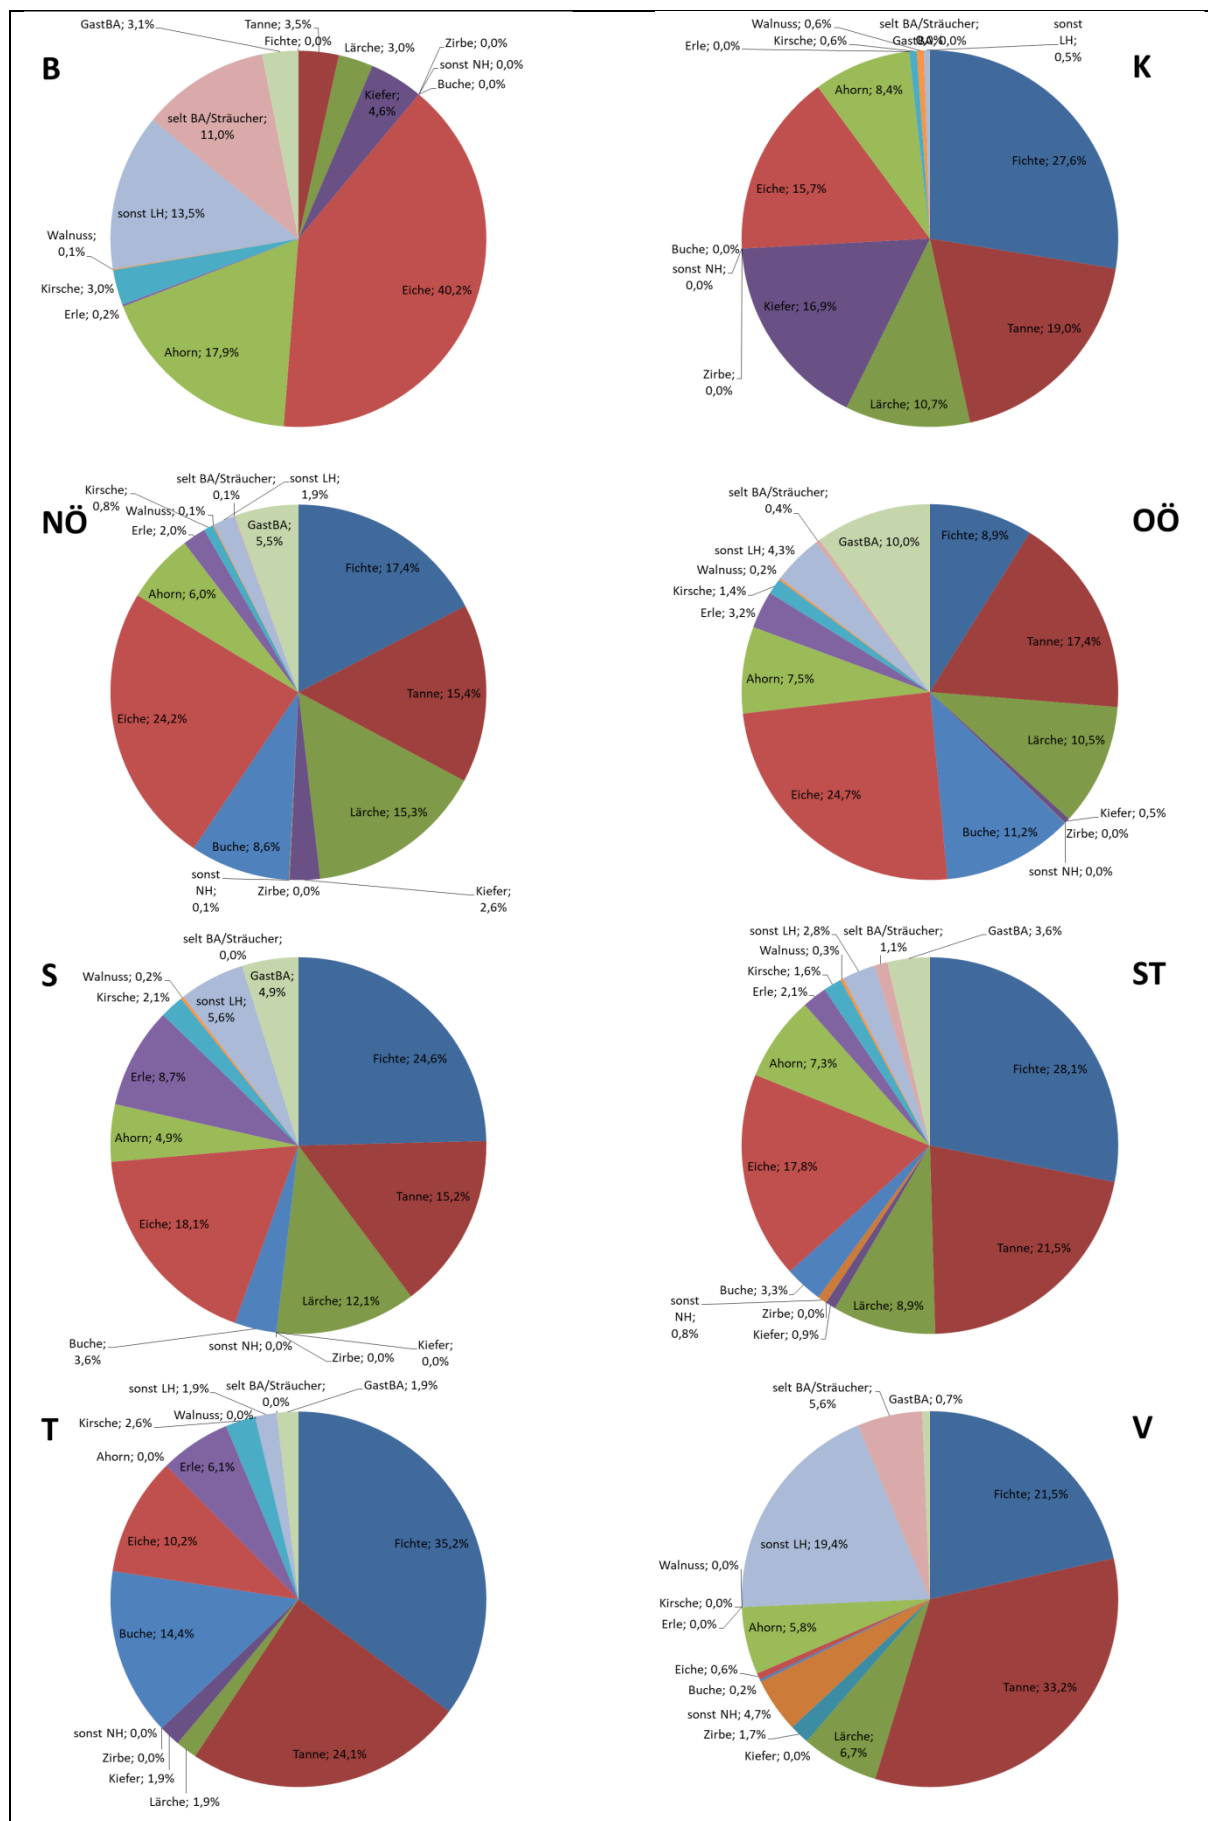 B
GastBA; 3,1%
Tanne; 3,5%
Fichte; 0,0%
Lärche; 3,0%
Zirbe; 0,0%
sonst NH; 0,0%
Buche; 0,0%
Kiefer;
4,6%
selt BA/Sträucher;
11,0%
sonst LH; 13,5%
Walnuss;
0,1%
Kirsche; 3,0%
Erle; 0,2%
Eiche; 40,2%
Ahorn; 17,9%
K
Walnuss; 0,6%
selt BA/Sträucher;
0,0%
sonst
LH;
0,5%
Erle; 0,0%
Kirsche; 0,6%
GastBA; 0,0%
Ahorn; 8,4%
Fichte; 27,6%
Eiche; 15,7%
Buche; 0,0%
sonst NH;
0,0%
Kiefer; 16,9%
Tanne; 19,0%
Zirbe;
0,0%
Lärche; 10,7%
NÖ
selt BA/Sträucher;
0,1%
sonst LH;
1,9%
Kirsche;
0,8%
Walnuss; 0,1%
Erle; 2,0%
GastBA;
5,5%
Fichte; 17,4%
Ahorn; 6,0%
Tanne; 15,4%
Eiche; 24,2%
Lärche; 15,3%
Buche; 8,6%
sonst
NH;
0,1%
Zirbe; 0,0%
Kiefer;
2,6%
OÖ
selt BA/Sträucher;
0,4%
GastBA; 10,0%
Fichte; 8,9%
sonst LH; 4,3%
Walnuss; 0,2%
Kirsche; 1,4%
Erle; 3,2%
Tanne; 17,4%
Ahorn; 7,5%
Lärche; 10,5%
Eiche; 24,7%
Kiefer; 0,5%
Zirbe; 0,0%
Buche; 11,2%
sonst NH; 0,0%
S
selt BA/Sträucher;
0,0%
Walnuss; 0,2%
Kirsche; 2,1%
GastBA;
4,9%
sonst LH;
5,6%
Fichte; 24,6%
Erle; 8,7%
Ahorn; 4,9%
Tanne; 15,2%
Eiche; 18,1%
Lärche; 12,1%
Buche;
3,6%
sonst NH; 0,0%
Zirbe; 0,0%
Kiefer;
0,0%
ST
sonst LH; 2,8%
selt BA/Sträucher;
1,1%
GastBA; 3,6%
Walnuss; 0,3%
Kirsche; 1,6%
Erle; 2,1%
Ahorn; 7,3%
Fichte; 28,1%
Eiche; 17,8%
Tanne; 21,5%
Buche; 3,3%
sonst
NH;
0,8%
Zirbe; 0,0%
Lärche; 8,9%
Kiefer; 0,9%
T
sonst LH; 1,9%
selt BA/Sträucher;
0,0%
GastBA; 1,9%
Kirsche; 2,6%
Walnuss; 0,0%
Ahorn; 0,0%
Erle; 6,1%
Eiche; 10,2%
Fichte; 35,2%
Buche; 14,4%
sonst NH; 0,0%
Zirbe; 0,0%
Kiefer; 1,9%
Lärche; 1,9%
Tanne; 24,1%
V
selt BA/Sträucher;
5,6%
GastBA; 0,7%
Fichte; 21,5%
sonst LH; 19,4%
Walnuss; 0,0%
Kirsche; 0,0%
Erle; 0,0%
Ahorn; 5,8%
Eiche; 0,6%
Buche; 0,2%
sonst NH; 4,7%
Zirbe; 1,7%
Kiefer; 0,0%
Lärche;
6,7%
Tanne; 33,2%